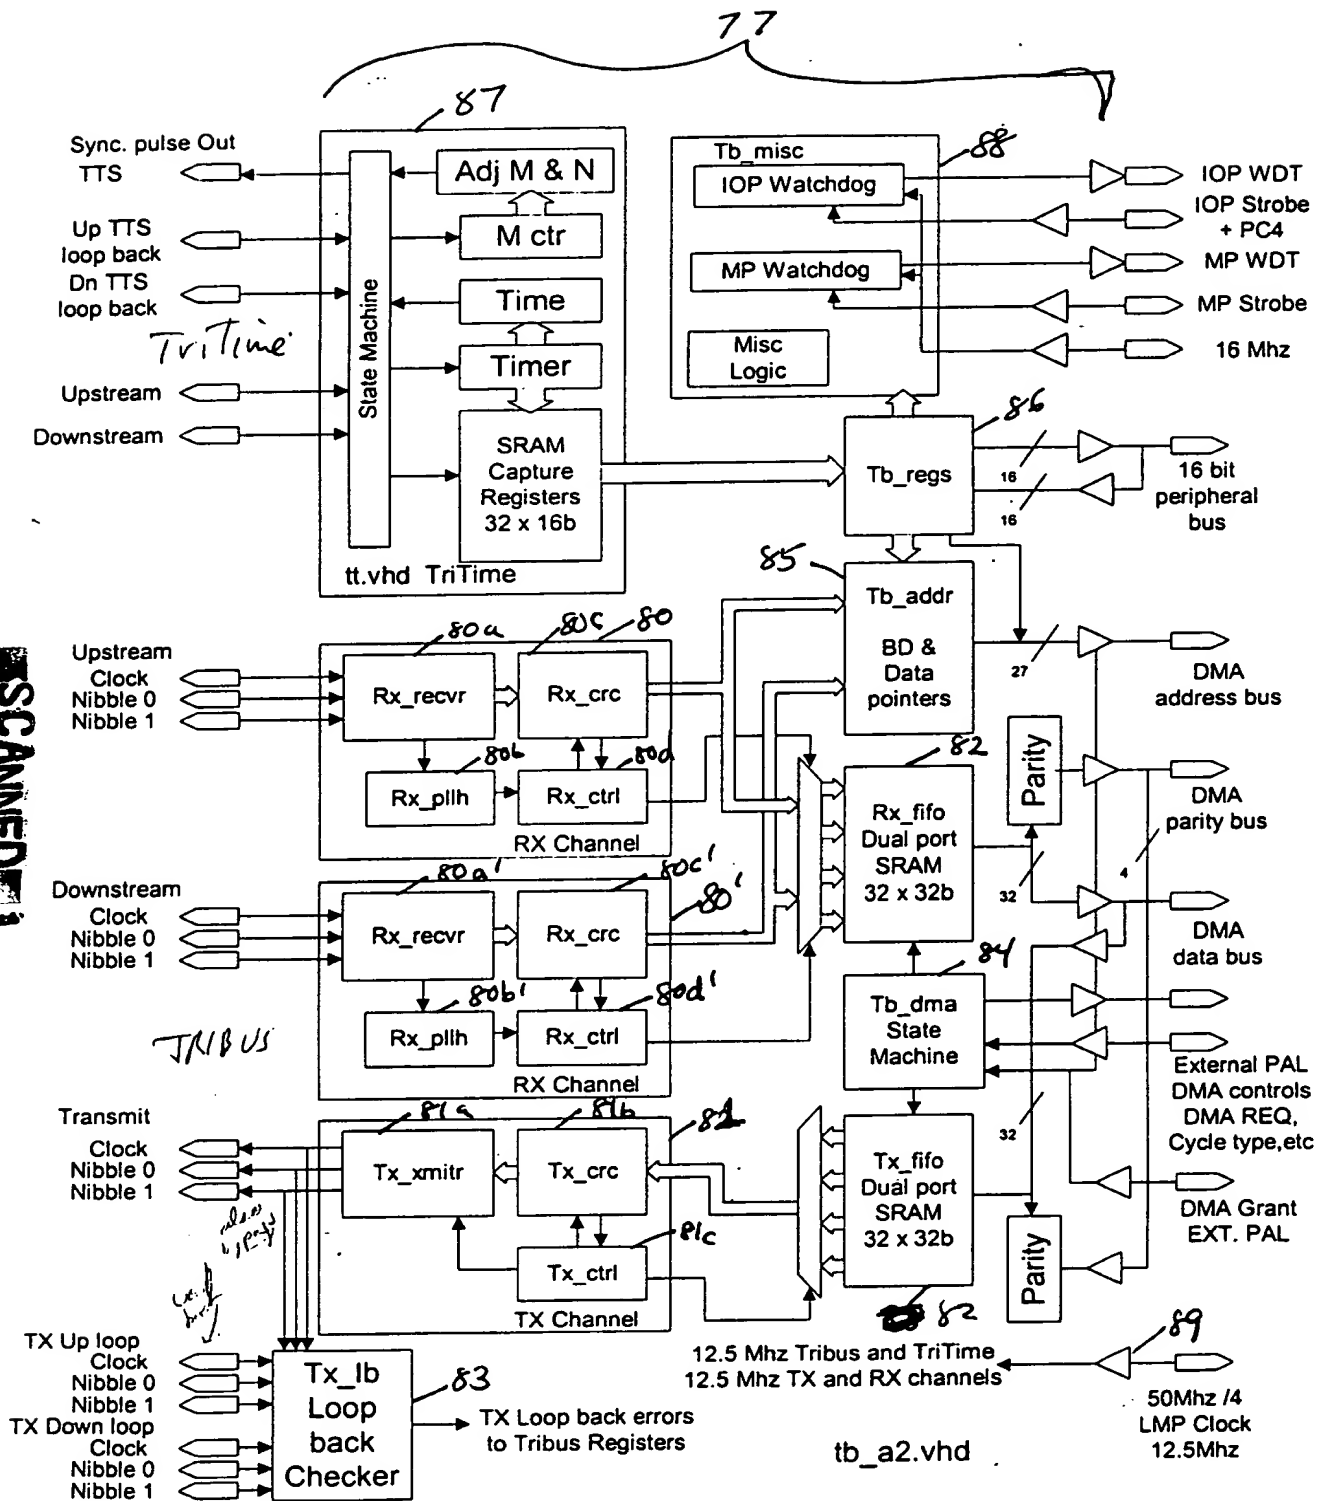 77
87
Sync. pulse Out
TTS
Up TTS
loop back
Dn TTS
loop back
TriTime
Upstream
Downstream
State Machine
Adj M & N
M ctr
Time
Timer
SRAM
Capture
Registers
32 x 16b
tt.vhd TriTime
Tb_misc
88
IOP Watchdog
MP Watchdog
Misc
Logic
IOP WDT
IOP Strobe
+ PC4
MP WDT
MP Strobe
16 Mhz
86
Tb_regs
16
16
16 bit
peripheral
bus
85
Tb_addr
BD &
Data
pointers
27
DMA
address bus
SCANNED
Upstream
Clock
Nibble 0
Nibble 1
80a
80c
80
Rx_recvr
Rx_crc
80b
80d
Rx_pllh
Rx_ctrl
RX Channel
82
Rx_fifo
Dual port
SRAM
32 x 32b
Parity
DMA
parity bus
4
32
DMA
data bus
Downstream
Clock
Nibble 0
Nibble 1
80a'
80c'
80'
Rx_recvr
Rx_crc
80b'
80d'
Rx_pllh
Rx_ctrl
RX Channel
84
Tb_dma
State
Machine
External PAL
DMA controls
DMA REQ,
Cycle type,etc
TRIBUS
Transmit
Clock
Nibble 0
Nibble 1
81a
81b
81
Tx_xmitr
Tx_crc
81c
Tx_ctrl
TX Channel
Tx_fifo
Dual port
SRAM
32 x 32b
82
32
Parity
DMA Grant
EXT. PAL
TX Up loop
Clock
Nibble 0
Nibble 1
TX Down loop
Clock
Nibble 0
Nibble 1
Tx_lb
Loop
back
Checker
83
TX Loop back errors
to Tribus Registers
12.5 Mhz Tribus and TriTime
12.5 Mhz TX and RX channels
89
50Mhz /4
LMP Clock
12.5Mhz
tb_a2.vhd